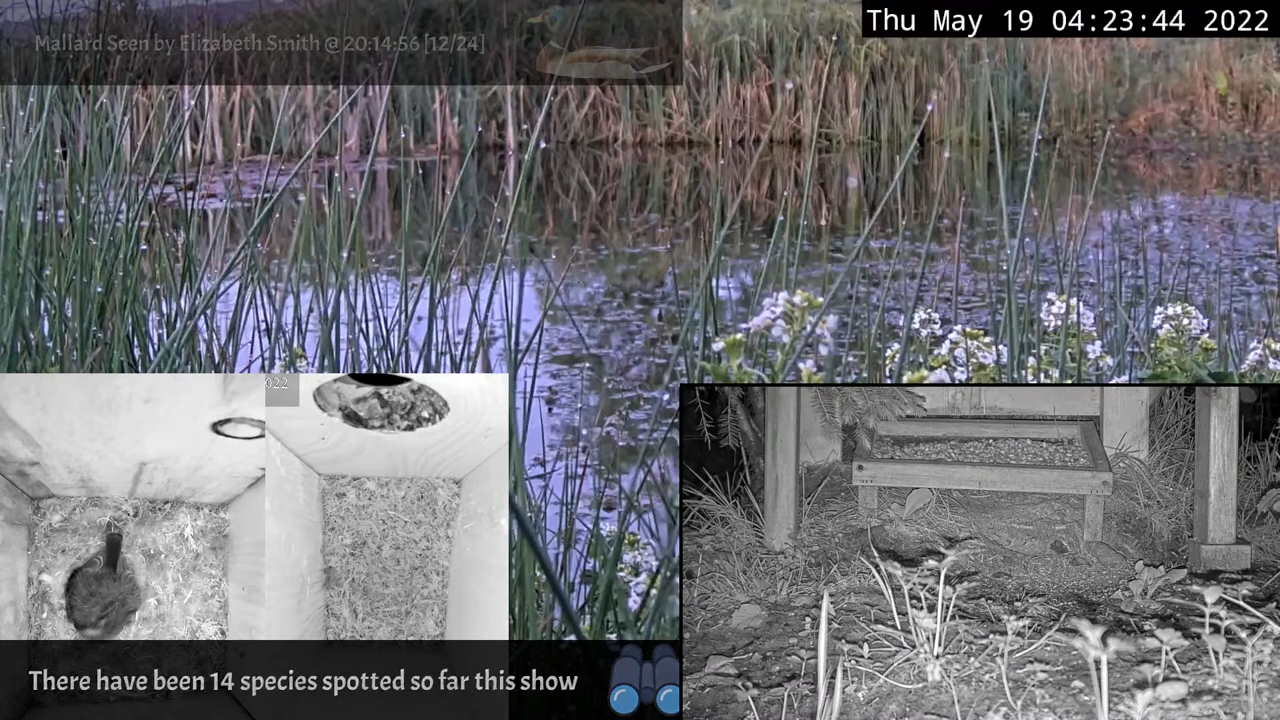 Mallard Seen by Elizabeth Smith @ 20:14:56 [12/24]
Thu May 19 04:23:44 2022
022
There have been 14 species spotted so far this show